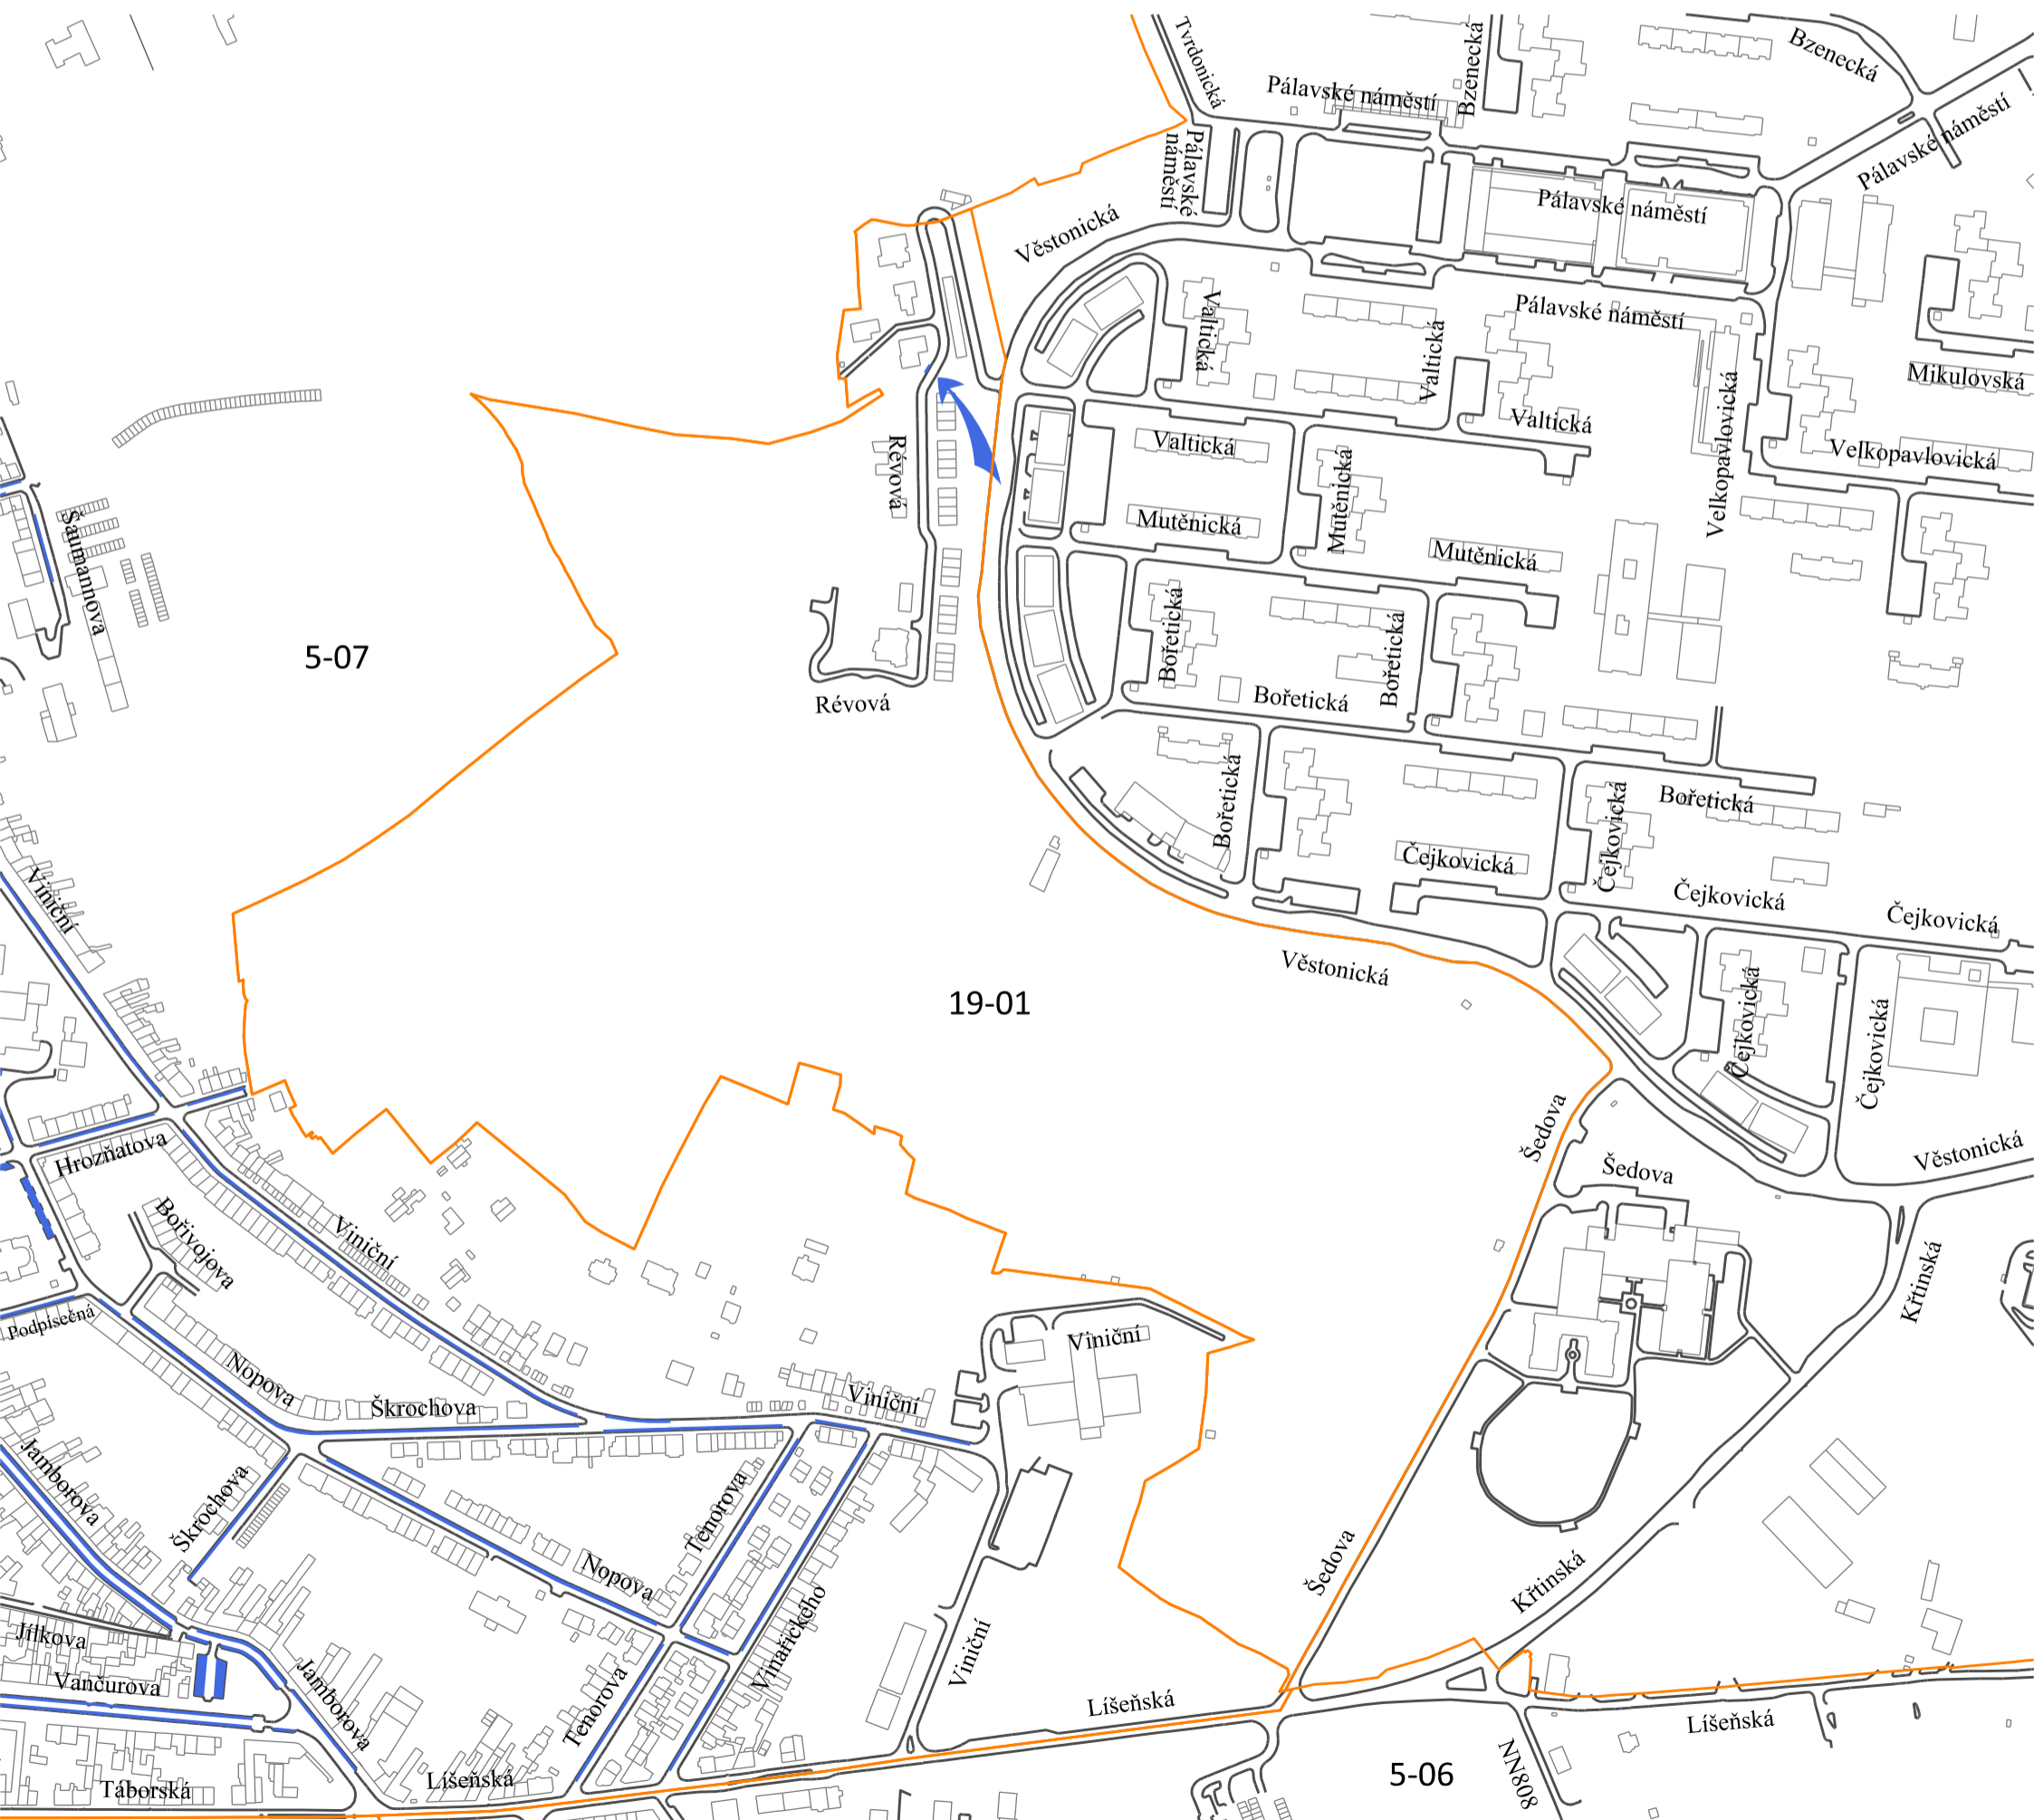 Tvrdonická
Bzenecká
Bzenecká
Pálavské náměstí
Pálavské náměstí
Pálavské
náměstí
Pálavské náměstí
Věstonická
Valtická
Pálavské náměstí
Valtická
Velkopavlovická
Mikulovská
Valtická
Valtická
Velkopavlovická
Révová
Mutěnická
Mutěnická
Mutěnická
Šaumannova
5-07
Bořetická
Bořetická
Révová
Bořetická
Bořetická
Bořetická
Čejkovická
Čejkovická
Čejkovická
Čejkovická
Viniční
Věstonická
19-01
Čejkovická
Čejkovická
Hrozňatova
Šedova
Šedova
Věstonická
Bořivojova
Viniční
Křtinská
Podpísečná
Viniční
Nopova
Škrochova
Viniční
Jamborova
Škrochova
Tenorova
Nopova
Šedova
Křtinská
Vinařického
Viniční
Jílkova
Vančurova
Jamborova
Tenorova
Líšeňská
Líšeňská
Táborská
Líšeňská
5-06
NN808